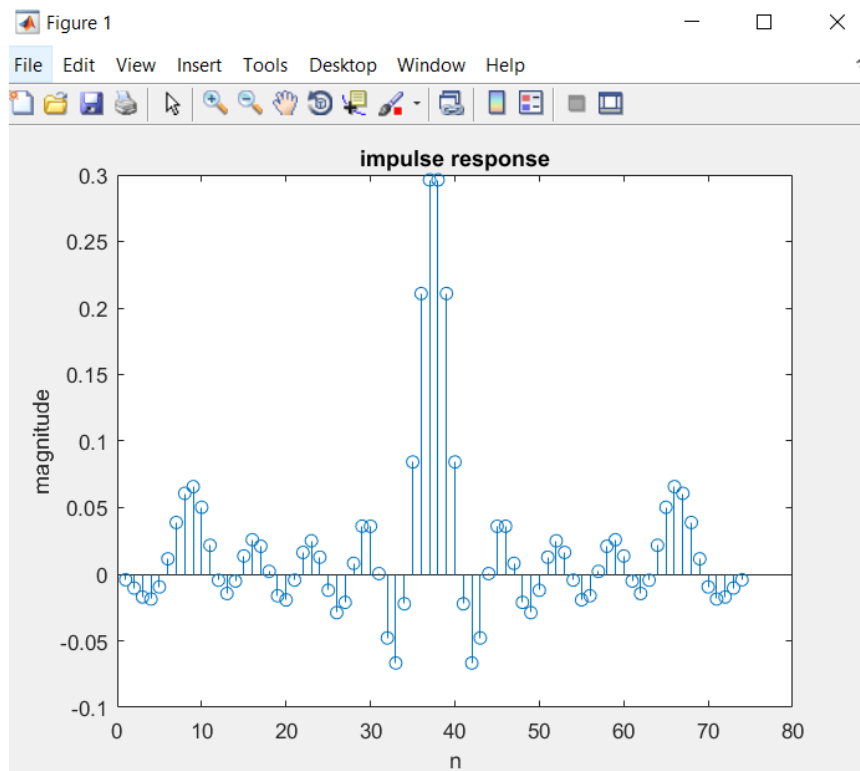 Figure 1
File Edit View Insert Tools Desktop Window Help
impulse response
0.3
0.25
0.2
0.15
0.1
0.05
0
-0.05
-0.1
magnitude
0 10 20 30 40 50 60 70 80
n